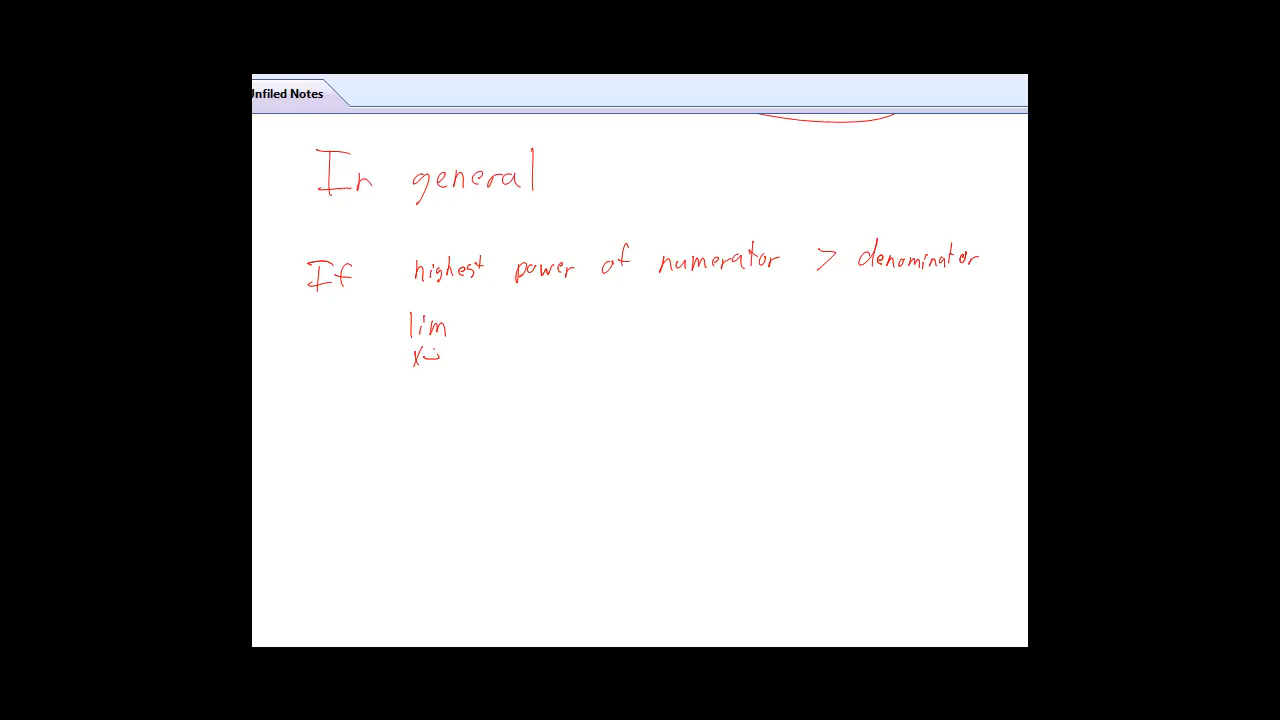 Unfiled Notes
In general
If highest power of numerator > denominator
lim
x